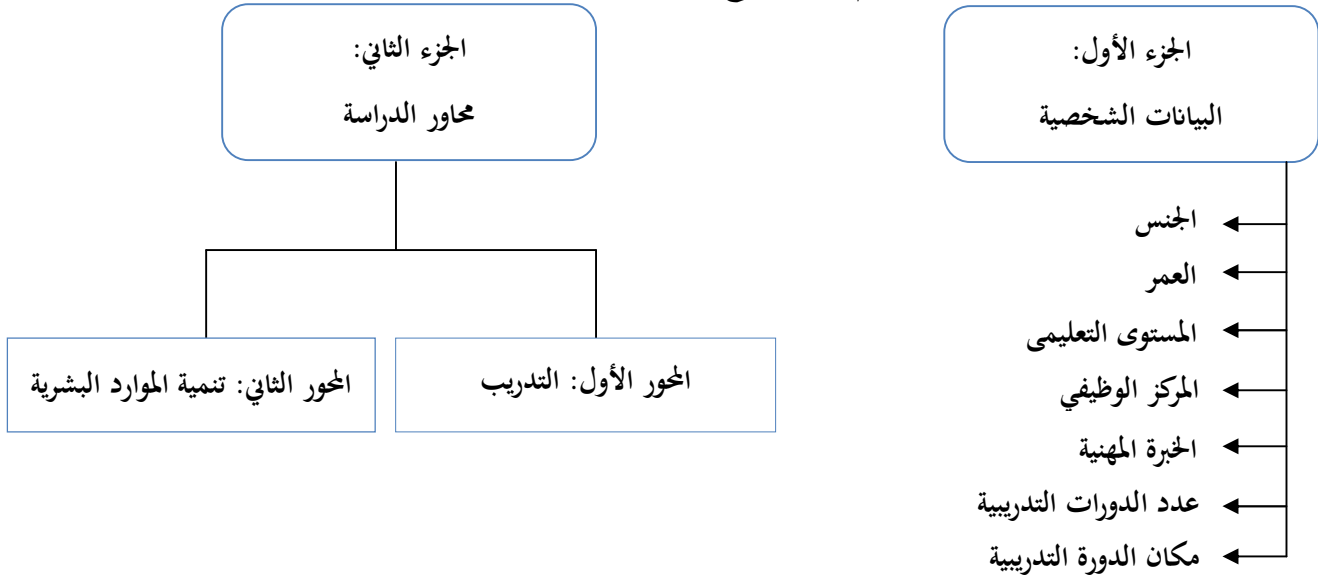 الجزء الأول:
البيانات الشخصية
الجنس
العمر
المستوى التعليمى
المركز الوظيفي
الخبرة المهنية
عدد الدورات التدريبية
مكان الدورة التدريبية
الجزء الثاني:
محاور الدراسة
المحور الأول: التدريب
المحور الثاني: تنمية الموارد البشرية